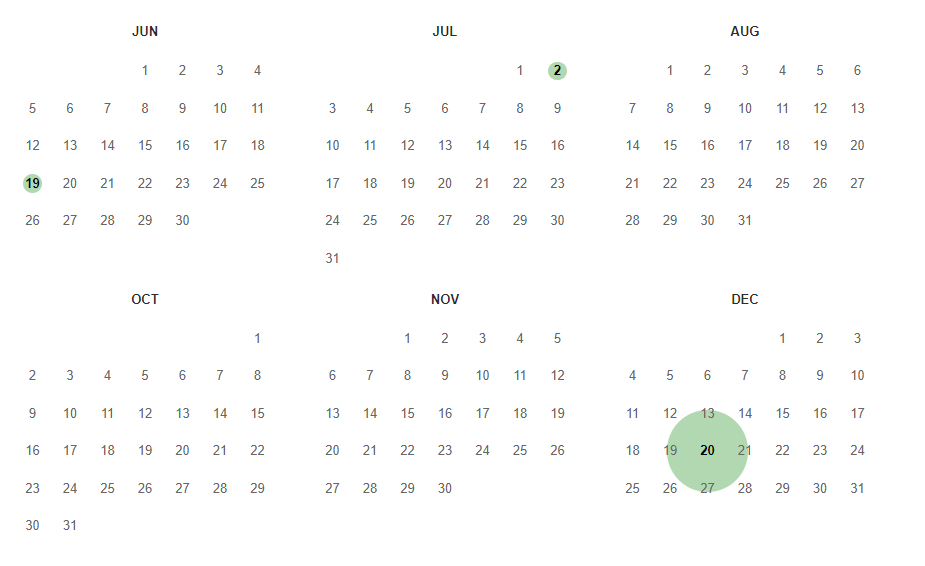 JUN JUL AUG
1 2 3 4 1 2 1 2 3 4 5 6
5 6 7 8 9 10 11 3 4 5 6 7 8 9 7 8 9 10 11 12 13
12 13 14 15 16 17 18 10 11 12 13 14 15 16 14 15 16 17 18 19 20
19 20 21 22 23 24 25 17 18 19 20 21 22 23 21 22 23 24 25 26 27
26 27 28 29 30 24 25 26 27 28 29 30 28 29 30 31
31
OCT NOV DEC
1 1 2 3 4 5 1 2 3
2 3 4 5 6 7 8 6 7 8 9 10 11 12 4 5 6 7 8 9 10
9 10 11 12 13 14 15 13 14 15 16 17 18 19 11 12 13 14 15 16 17
16 17 18 19 20 21 22 20 21 22 23 24 25 26 18 19 20 21 22 23 24
23 24 25 26 27 28 29 27 28 29 30 25 26 27 28 29 30 31
30 31